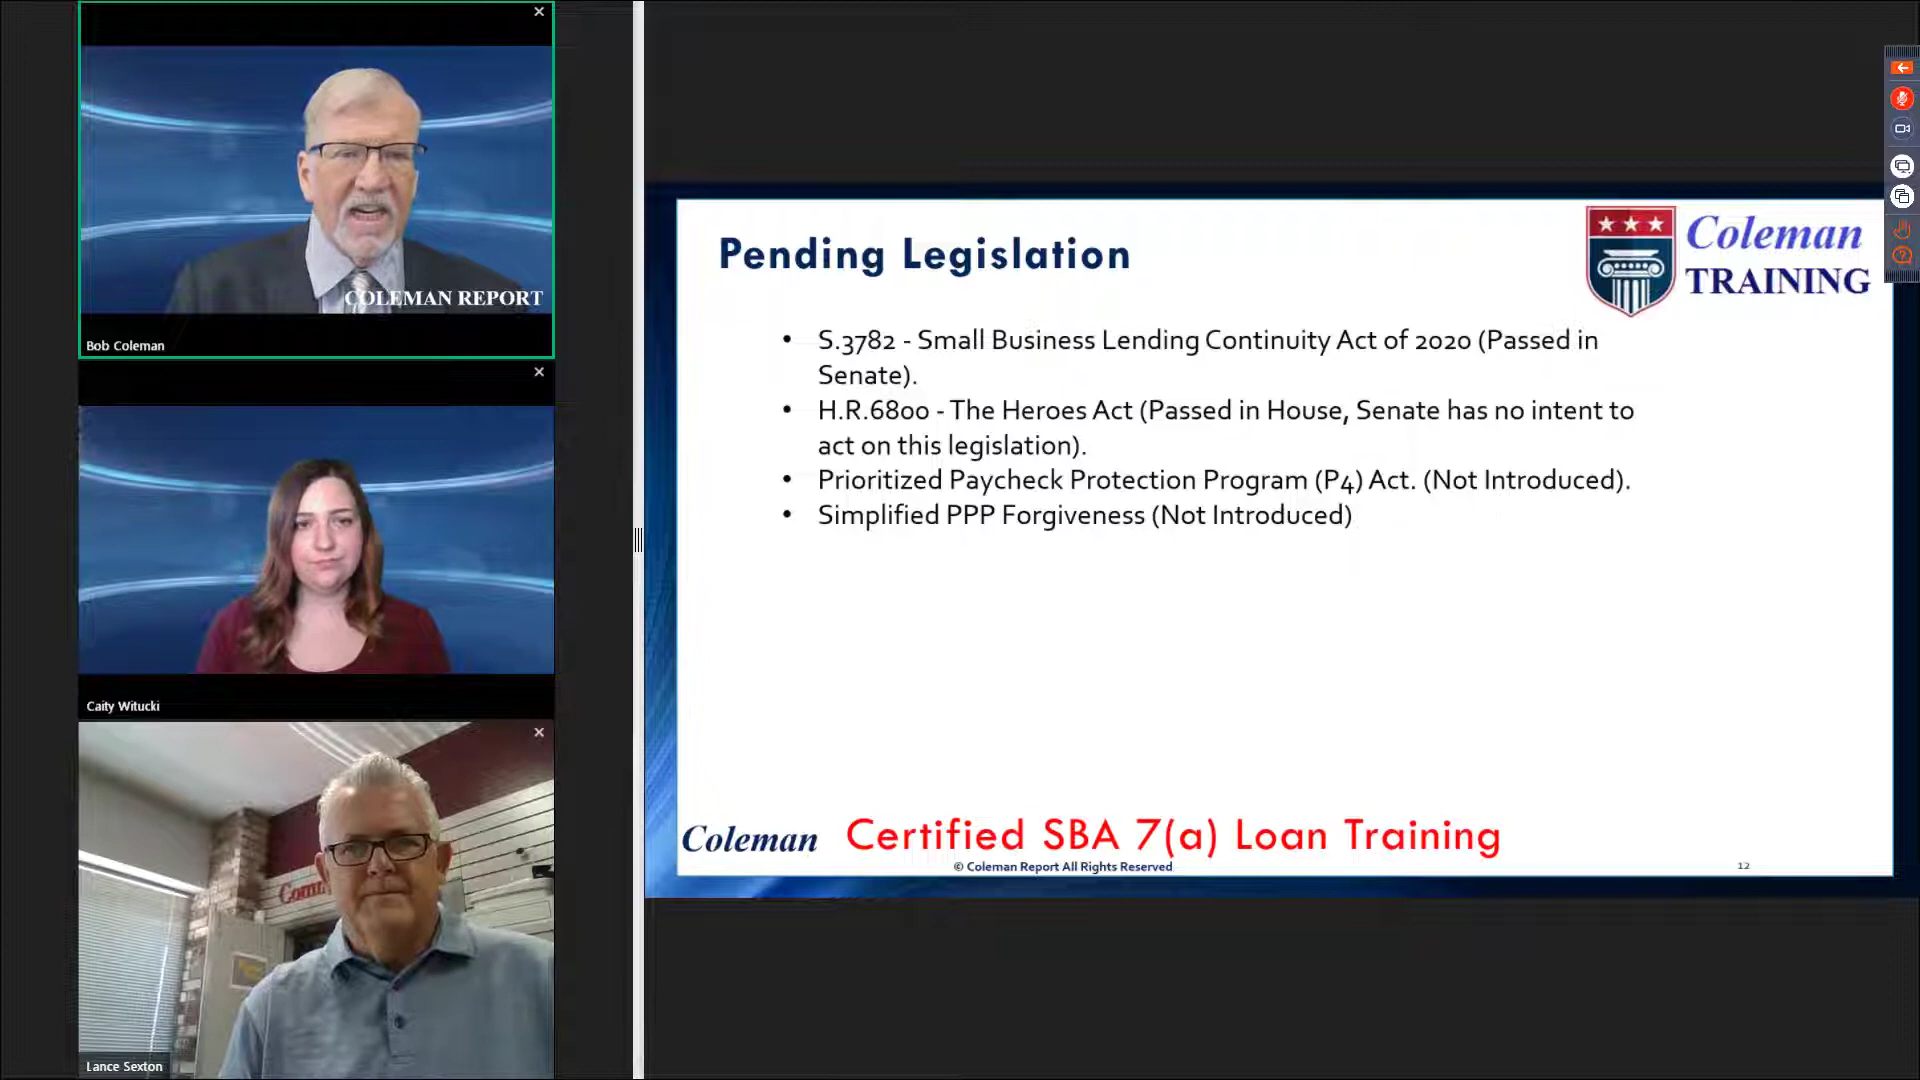 COLEMAN REPORT
Bob Coleman
Caity Witucki
Lance Sexton
Pending Legislation
Coleman
TRAINING
• S.3782 - Small Business Lending Continuity Act of 2020 (Passed in
Senate).
• H.R.6800 - The Heroes Act (Passed in House, Senate has no intent to
act on this legislation).
• Prioritized Paycheck Protection Program (P4) Act. (Not Introduced).
• Simplified PPP Forgiveness (Not Introduced)
Coleman Certified SBA 7(a) Loan Training
© Coleman Report All Rights Reserved
12